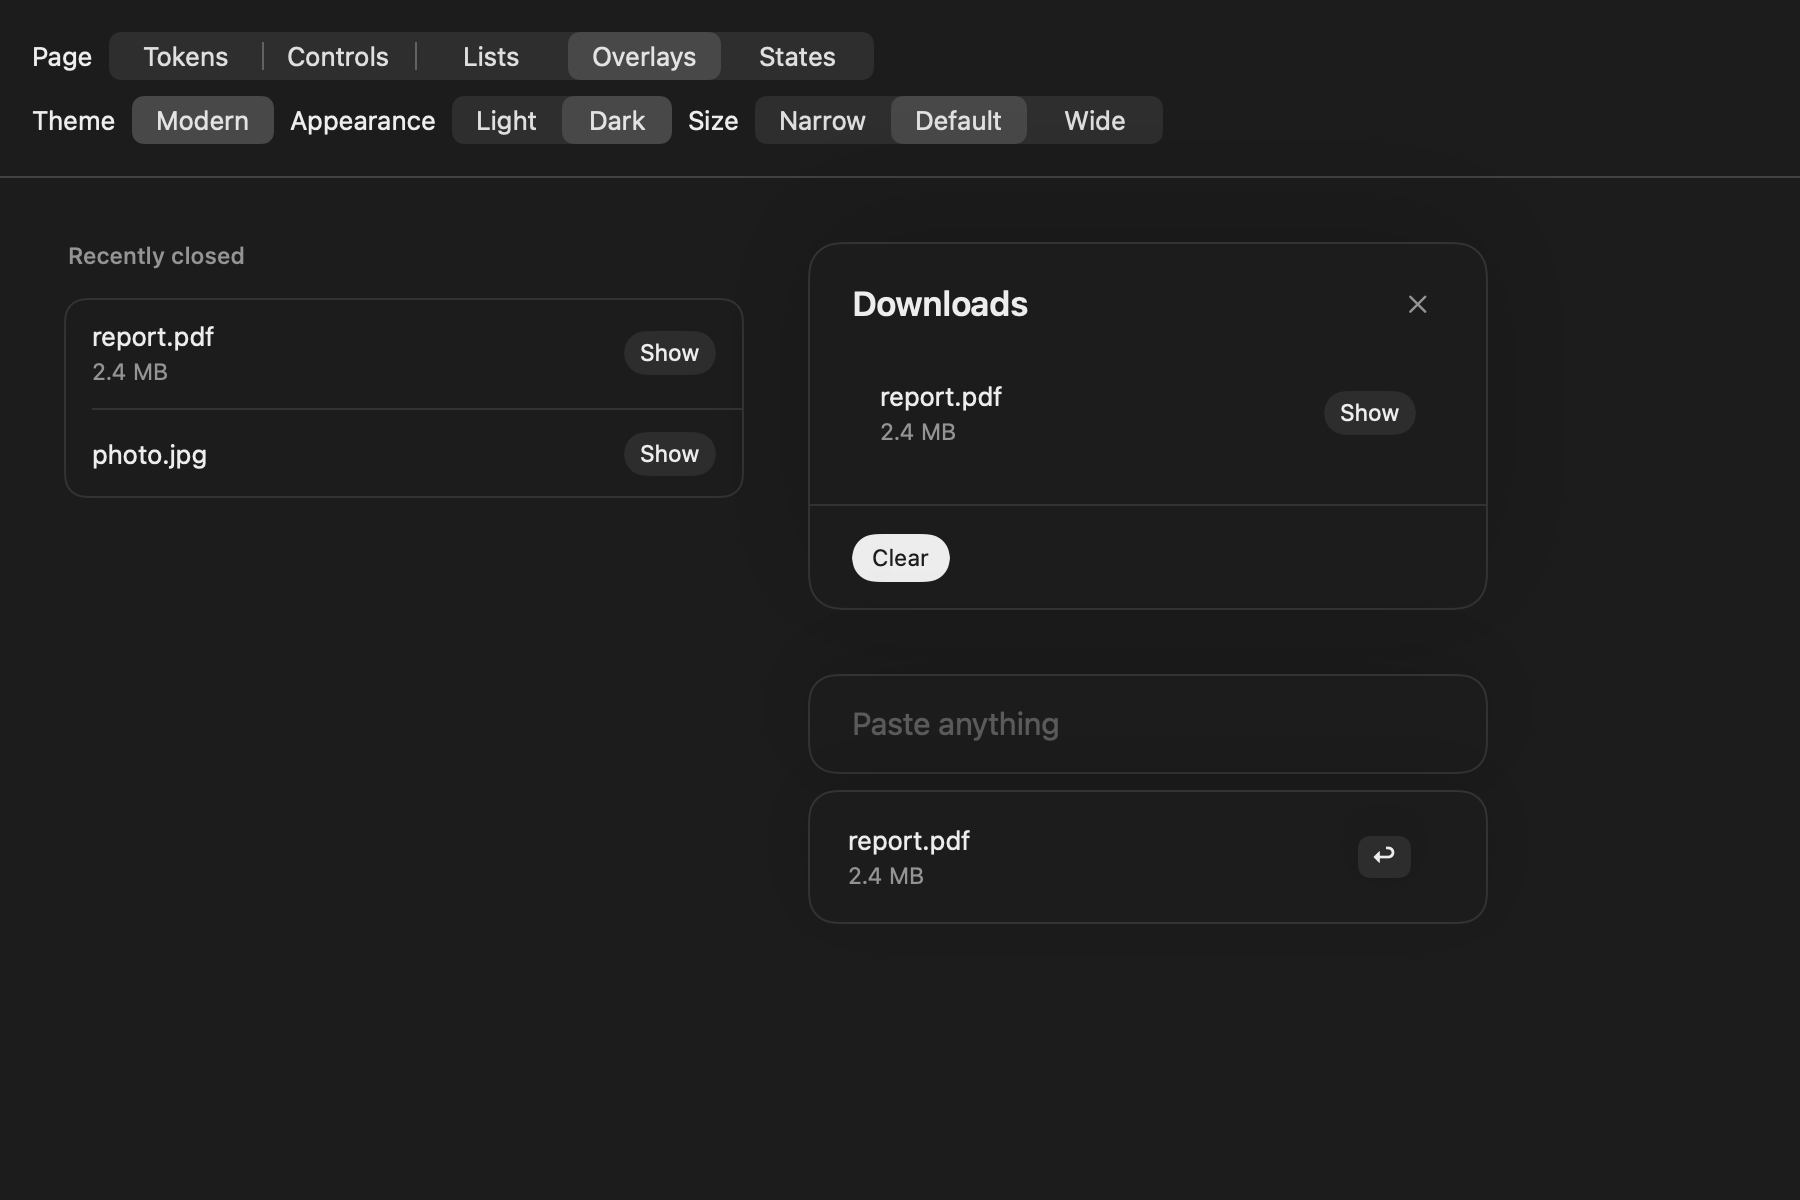 Page Tokens Controls Lists Overlays States
Theme Modern Appearance Light Dark Size Narrow Default Wide
Recently closed
report.pdf
2.4 MB
Show
photo.jpg
Show
Downloads
report.pdf
2.4 MB
Show
Clear
Paste anything
report.pdf
2.4 MB